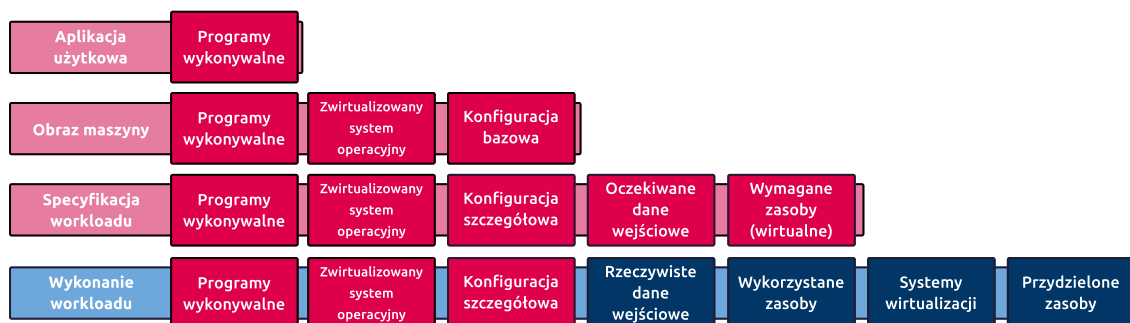 Aplikacja
użytkowa
Programy
wykonywalne
Obraz maszyny
Programy
wykonywalne
Zwirtualizowany
system
operacyjny
Konfiguracja
bazowa
Specyfikacja
workloadu
Programy
wykonywalne
Zwirtualizowany
system
operacyjny
Konfiguracja
szczegółowa
Oczekiwane
dane
wejściowe
Wymagane
zasoby
(wirtualne)
Wykonanie
workloadu
Programy
wykonywalne
Zwirtualizowany
system
operacyjny
Konfiguracja
szczegółowa
Rzeczywiste
dane
wejściowe
Wykorzystane
zasoby
Systemy
wirtualizacji
Przydzielone
zasoby